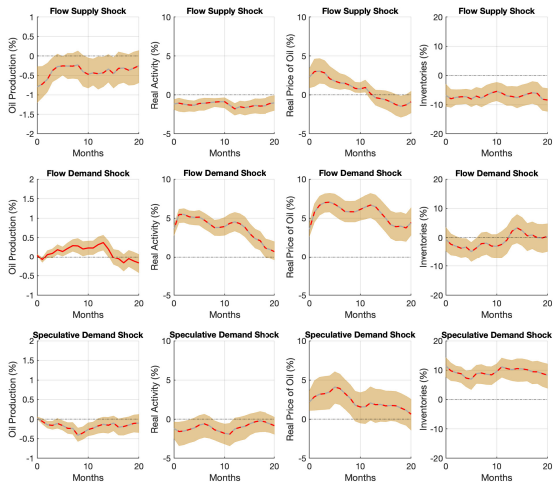 Flow Supply Shock
Oil Production (%)
1
0.5
0
-0.5
-1
-1.5
-2
0
10
20
Months
Flow Supply Shock
Real Activity (%)
10
5
0
-5
0
10
20
Months
Flow Supply Shock
Real Price of Oil (%)
10
5
0
-5
0
10
20
Months
Flow Supply Shock
Inventories (%)
20
10
0
-10
-20
0
10
20
Months
Flow Demand Shock
Oil Production (%)
2
1.5
1
0.5
0
-0.5
-1
0
10
20
Months
Flow Demand Shock
Real Activity (%)
10
5
0
-5
0
10
20
Months
Flow Demand Shock
Real Price of Oil (%)
10
5
0
-5
0
10
20
Months
Flow Demand Shock
Inventories (%)
20
10
0
-10
-20
0
10
20
Months
Speculative Demand Shock
Oil Production (%)
2
1.5
1
0.5
0
-0.5
-1
0
10
20
Months
Speculative Demand Shock
Real Activity (%)
10
5
0
-5
0
10
20
Months
Speculative Demand Shock
Real Price of Oil (%)
10
5
0
-5
0
10
20
Months
Speculative Demand Shock
Inventories (%)
20
10
0
-10
-20
0
10
20
Months